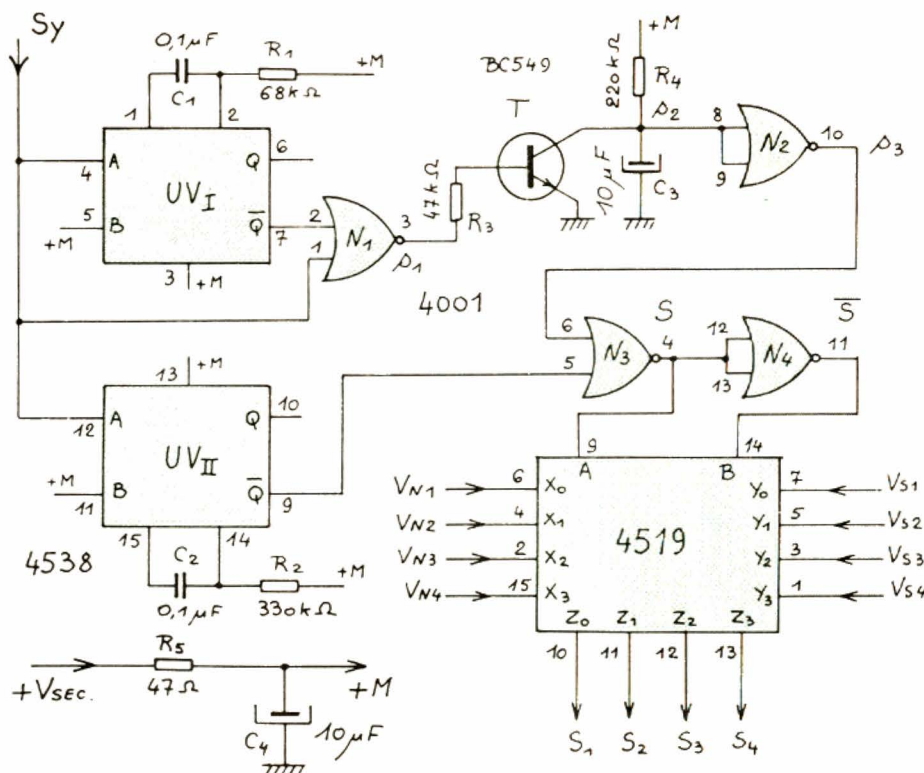 Sy
0,1µF
C1
R1
68kΩ
+M
1
2
4
A
Q
6
UVI
5
B
Q̅
7
+M
3
+M
2
1
N1
3
p1
47kΩ
R3
BC549
T
+M
220kΩ
R4
p2
10µF
C3
8
9
N2
10
p3
4001
6
5
N3
4
S
12
13
N4
11
S̅
13
+M
12
A
Q
10
UVII
+M
11
B
Q̅
9
15
14
4538
C2
0,1µF
R2
330kΩ
+M
9
A
14
B
4519
VN1
6
X0
Y0
7
VS1
VN2
4
X1
Y1
5
VS2
VN3
2
X2
Y2
3
VS3
VN4
15
X3
Y3
1
VS4
Z0
Z1
Z2
Z3
10
11
12
13
S1
S2
S3
S4
+VSEC.
R5
47Ω
+M
C4
10µF